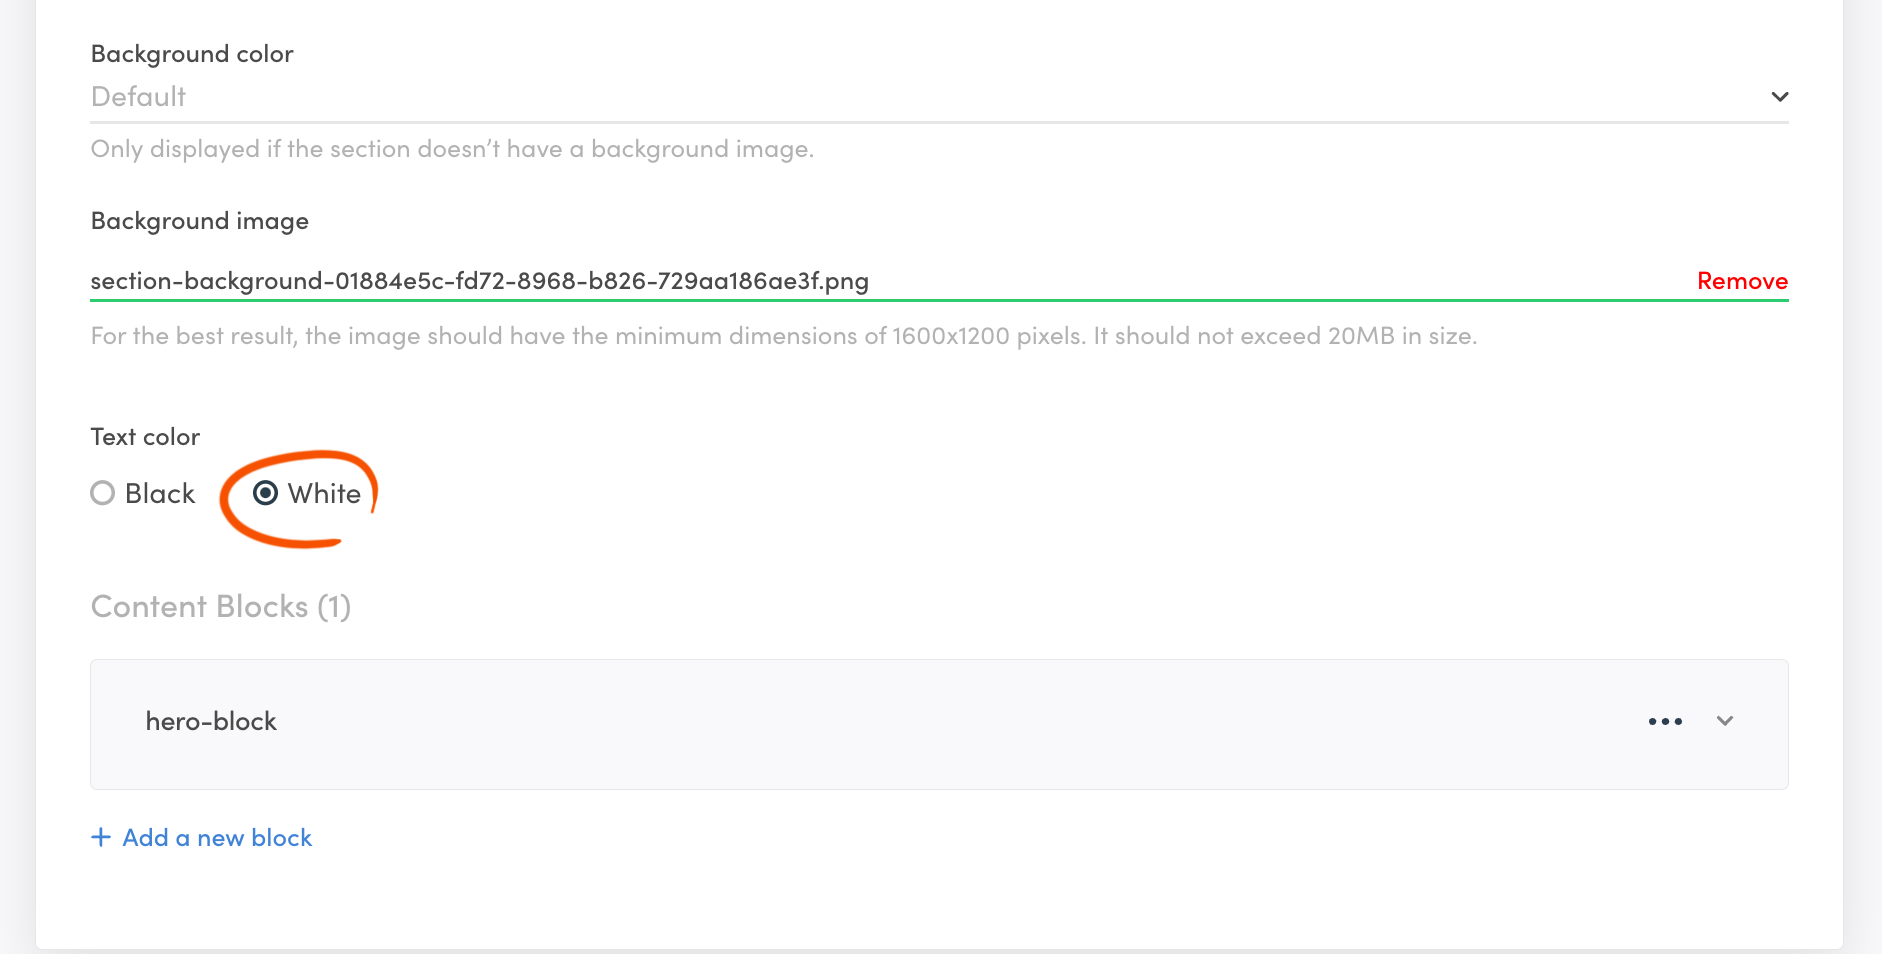 Background color
Default
Only displayed if the section doesn’t have a background image.
Background image
section-background-01884e5c-fd72-8968-b826-729aa186ae3f.png Remove
For the best result, the image should have the minimum dimensions of 1600x1200 pixels. It should not exceed 20MB in size.
Text color
Black White
Content Blocks (1)
hero-block
+ Add a new block